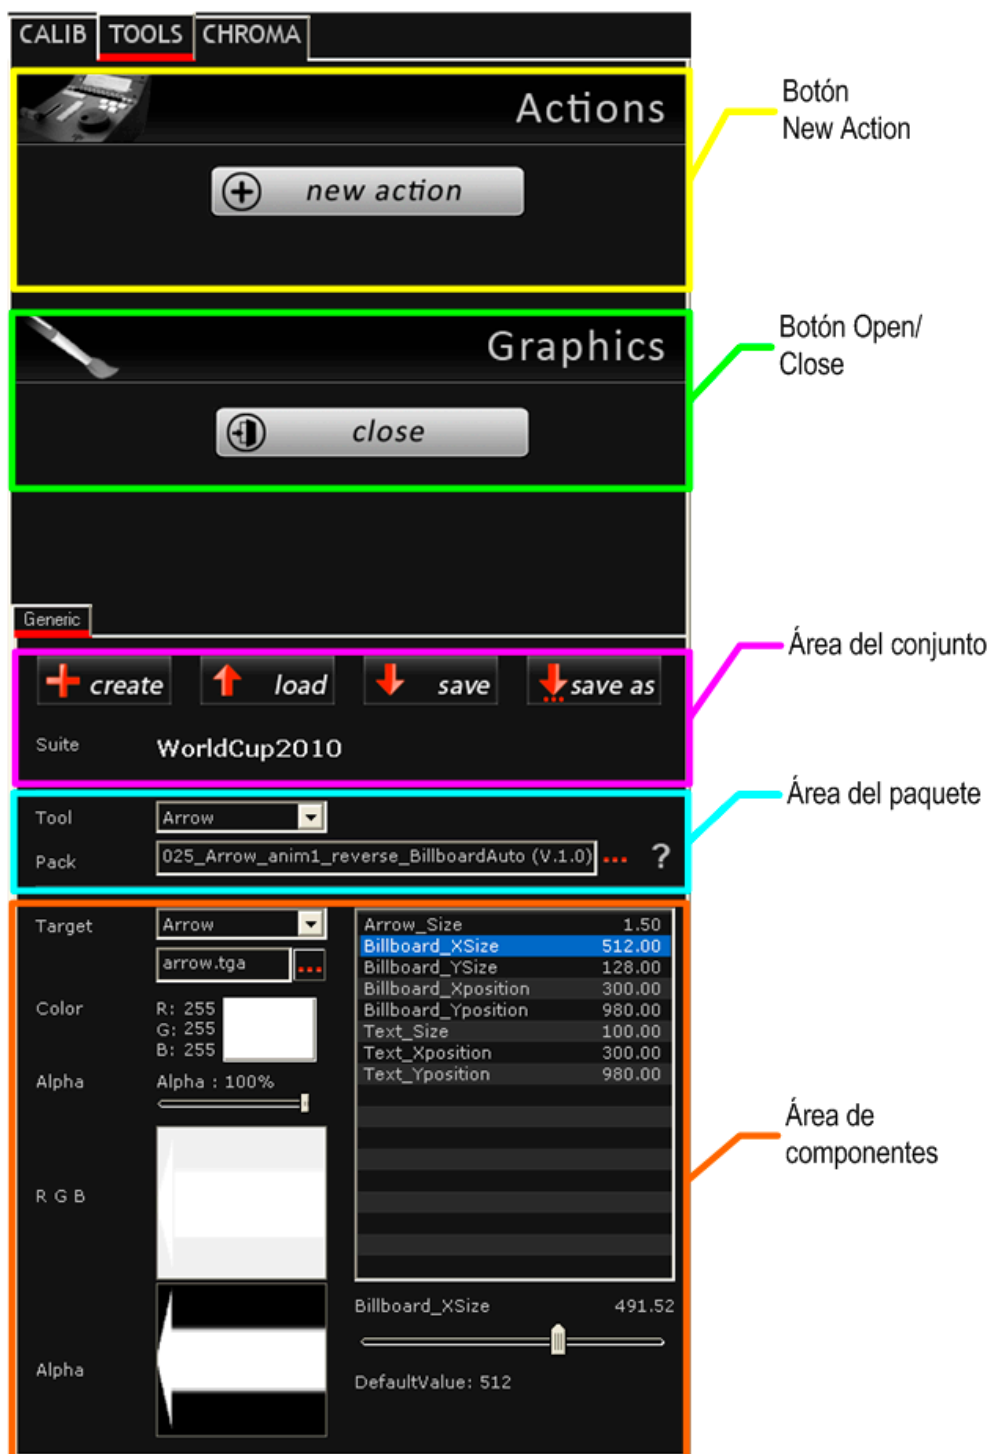 CALIB TOOLS CHROMA
Actions
Botón
New Action
new action
Graphics
Botón Open/
Close
close
Generic
create load save save as
Área del conjunto
Suite WorldCup2010
Área del paquete
Tool Arrow
Pack 025_Arrow_anim1_reverse_BillboardAuto (V.1.0) ... ?
Target Arrow
arrow.tga ...
Color R: 255
G: 255
B: 255
Alpha Alpha : 100%
R G B
Alpha
Arrow_Size 1.50
Billboard_XSize 512.00
Billboard_YSize 128.00
Billboard_Xposition 300.00
Billboard_Yposition 980.00
Text_Size 100.00
Text_Xposition 300.00
Text_Yposition 980.00
Billboard_XSize 491.52
DefaultValue: 512
Área de
componentes